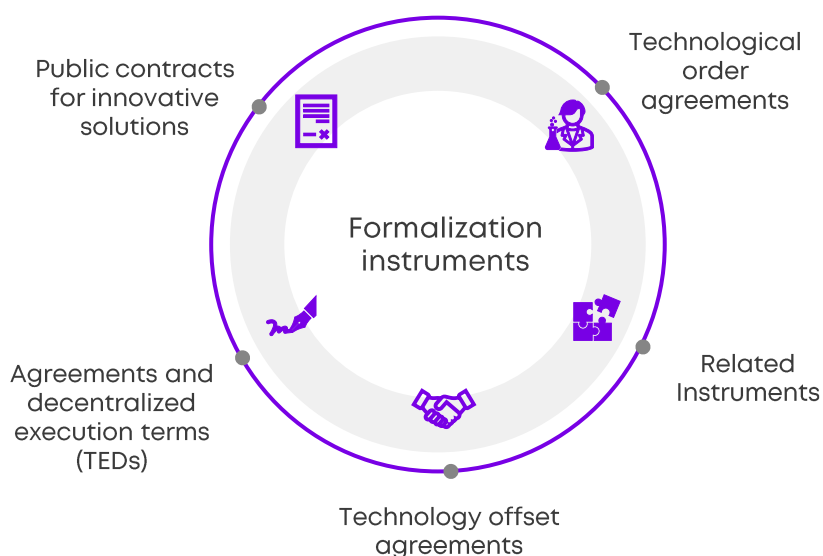 Public contracts
for innovative
solutions
Technological
order
agreements
Formalization
instruments
Agreements and
decentralized
execution terms
(TEDs)
Related
Instruments
Technology offset
agreements